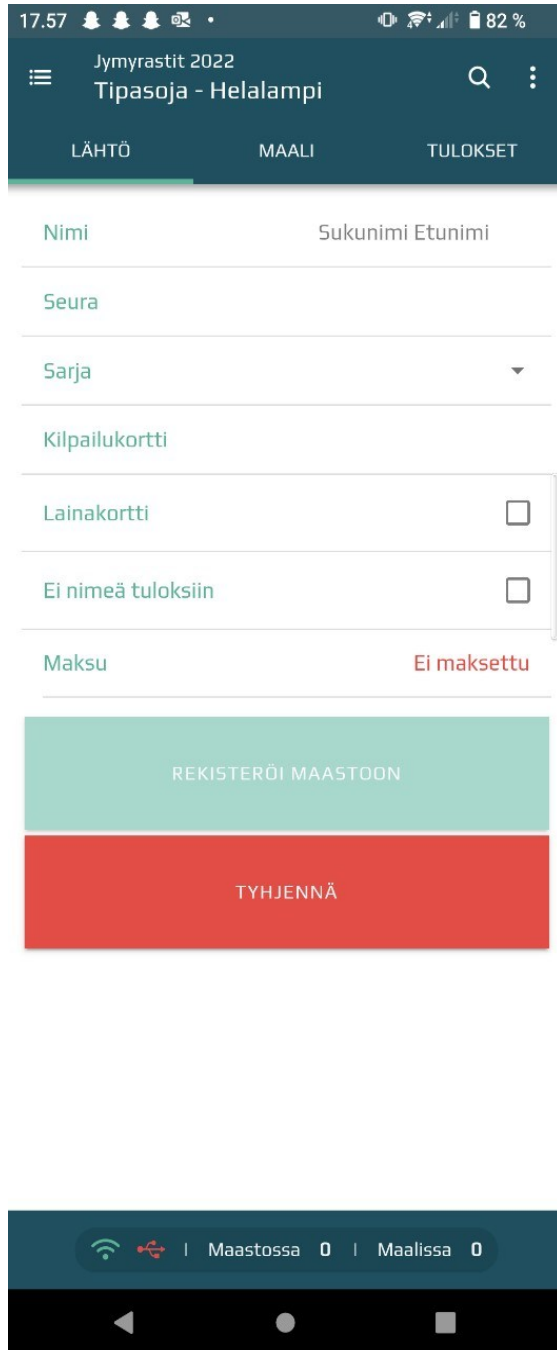 17.57 82 %
Jymyrastit 2022
Tipasoja - Helalampi
LÄHTÖ MAALI TULOKSET
Nimi Sukunimi Etunimi
Seura
Sarja
Kilpailukortti
Lainakortti
Ei nimeä tuloksiin
Maksu Ei maksettu
REKISTERÖI MAASTOON
TYHJENNÄ
Maastossa 0 | Maalissa 0